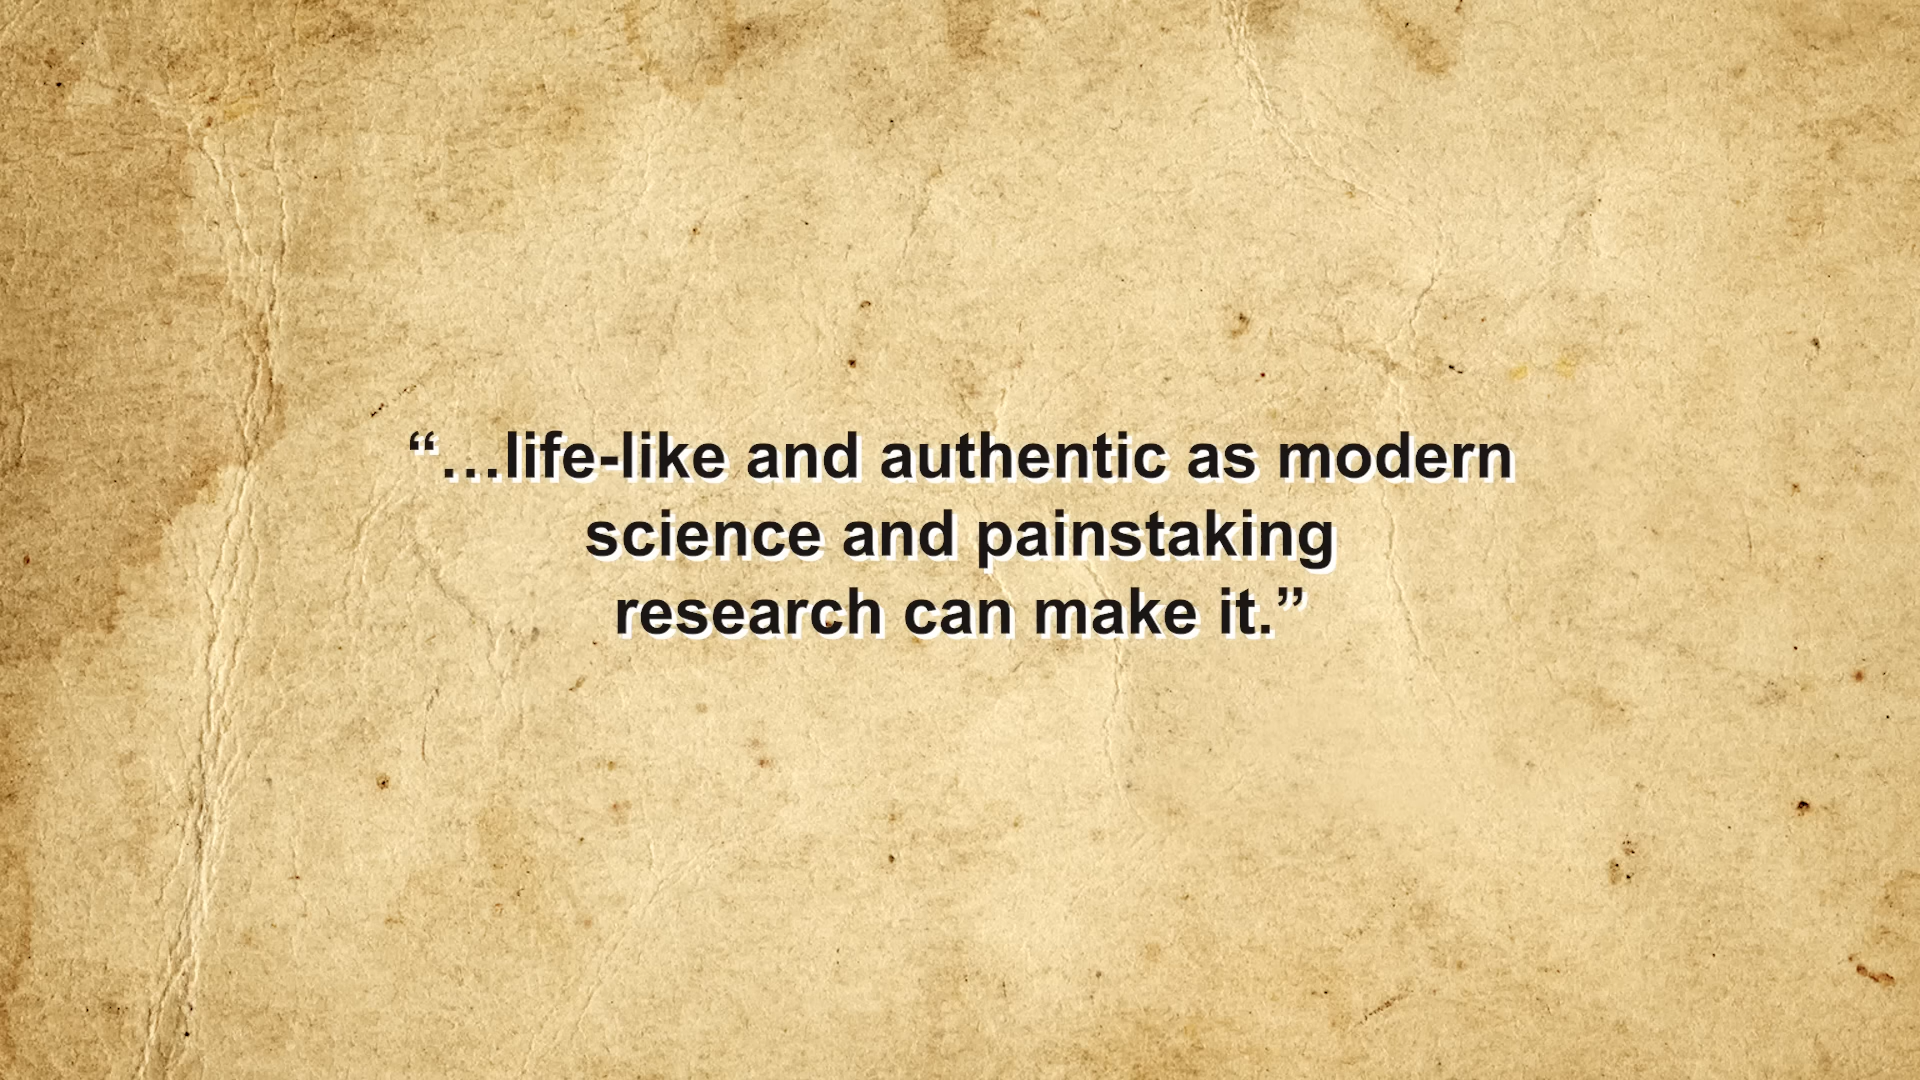 “…life-like and authentic as modern
science and painstaking
research can make it.”